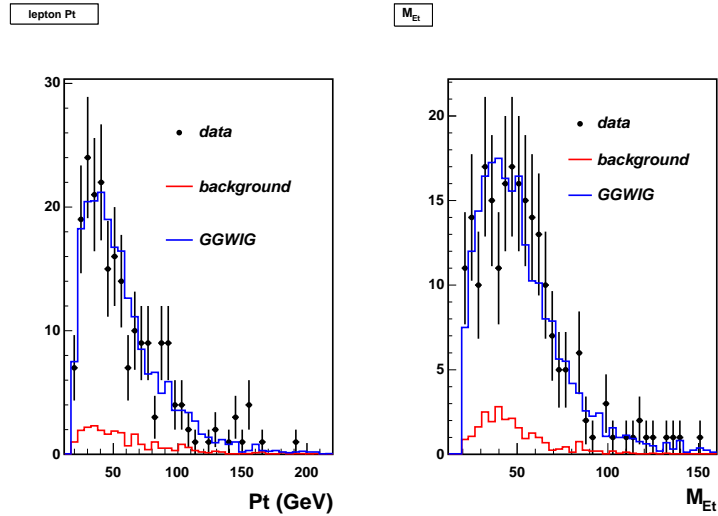 lepton Pt
30
20
10
0
data
background
GGWIG
50 100 150 200
Pt (GeV)
M_Et
20
15
10
5
0
data
background
GGWIG
50 100 150
M_Et